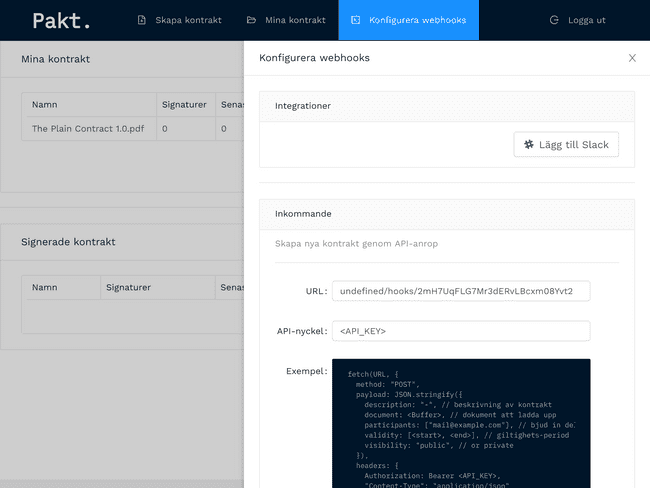 Pakt.
Skapa kontrakt
Mina kontrakt
Konfigurera webhooks
Logga ut
Mina kontrakt
Namn Signaturer
The Plain Contract 1.0.pdf 0 0
Signerade kontrakt
Namn Signaturer
Konfigurera webhooks
Integrationer
Lägg till Slack
Inkommande
Skapa nya kontrakt genom API-anrop
URL: undefined/hooks/2mH7UqFLG7Mr3dERvLBcxm08Yvt2
API-nyckel: <API_KEY>
Exempel:
fetch(URL, {
method: "POST",
payload: JSON.stringify({
description: "-", // beskrivning av kontrakt
document: <Buffer>, // dokument att ladda upp
participants: ["mail@example.com"], // bjud in
validity: [<start>, <end>], // giltighets-period
visibility: "public", // or private
}),
headers: {
Authorization: Bearer <API_KEY>,
"Content-Type": "application/json"